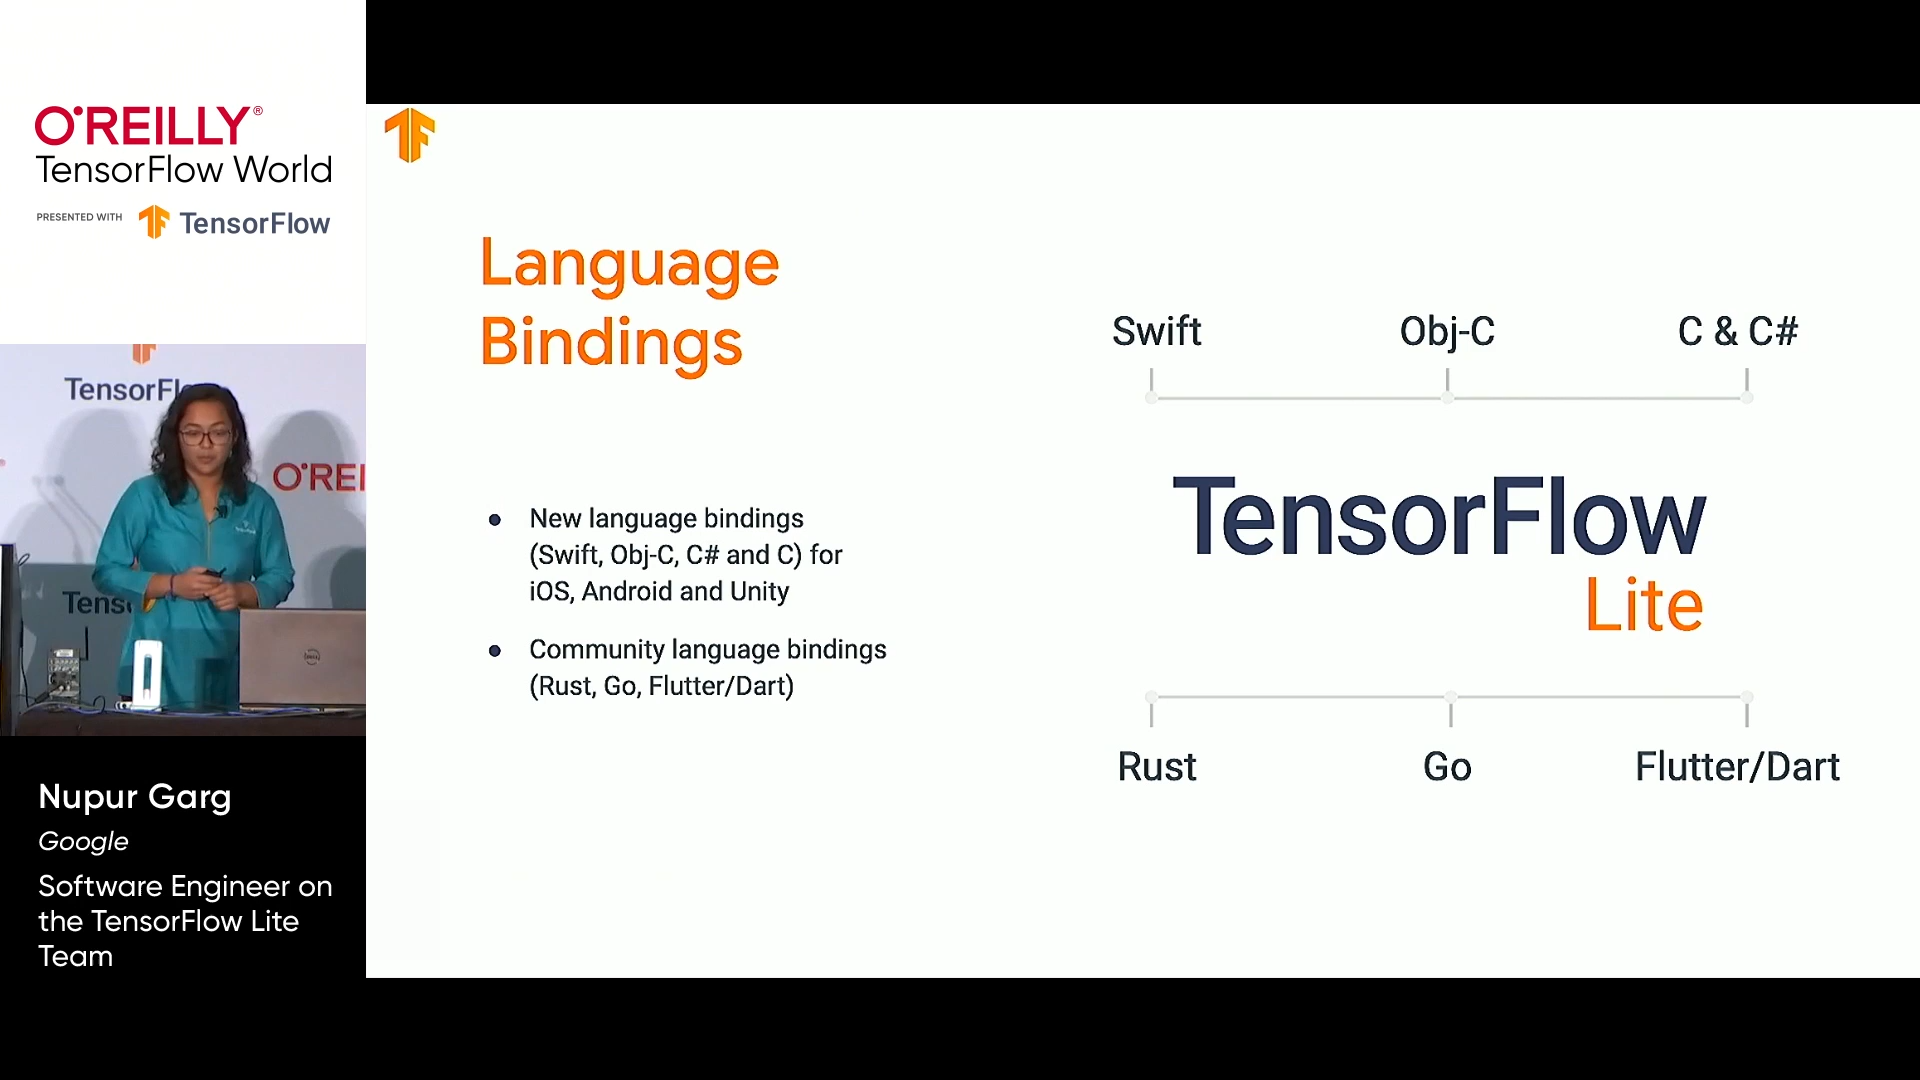 O'REILLY®
TensorFlow World
PRESENTED WITH TensorFlow
TensorFl
O'REI
Tens
Nupur Garg
Google
Software Engineer on
the TensorFlow Lite
Team
Language
Bindings
• New language bindings
(Swift, Obj-C, C# and C) for
iOS, Android and Unity
• Community language bindings
(Rust, Go, Flutter/Dart)
Swift Obj-C C & C#
TensorFlow
Lite
Rust Go Flutter/Dart